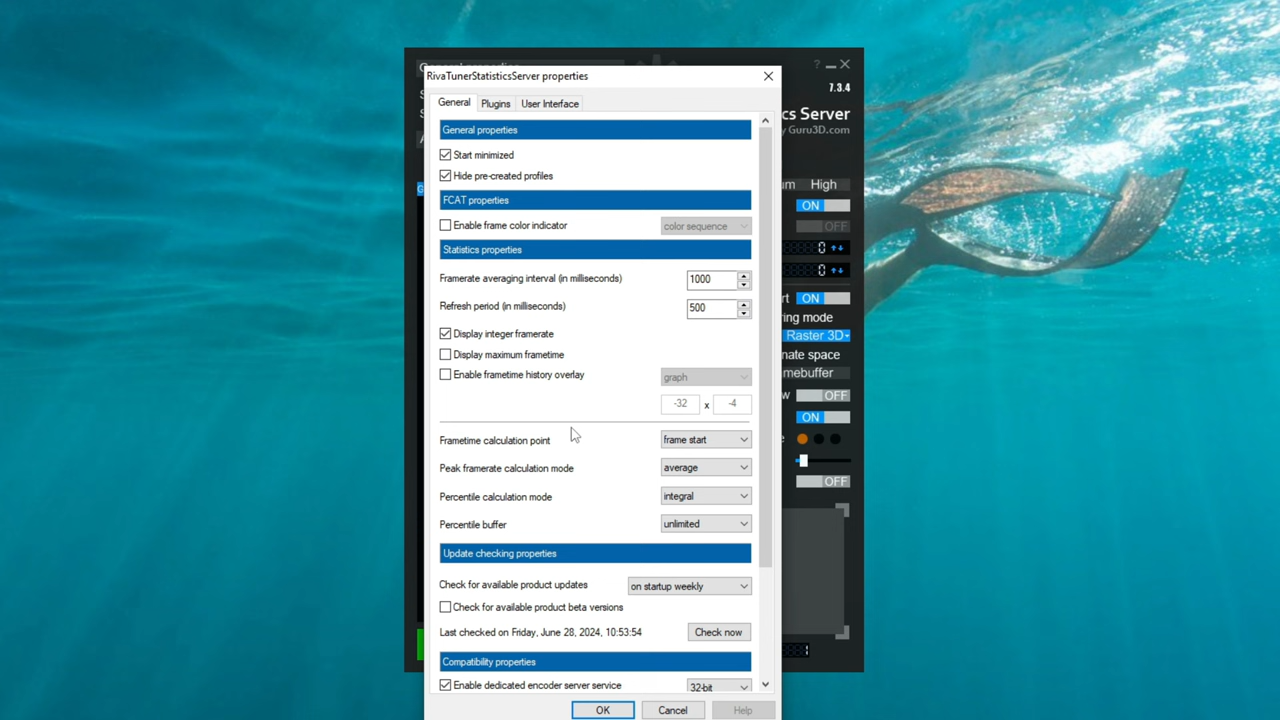 RivaTunerStatisticsServer properties
7.3.4
General Plugins User Interface
cs Server
Guru3D.com
General properties
Start minimized
Hide pre-created profiles
High
ON
FCAT properties
Enable frame color indicator
color sequence
OFF
Statistics properties
0
0
Framerate averaging interval (in milliseconds)
1000
ON
Refresh period (in milliseconds)
500
ring mode
Display integer framerate
Raster 3D
Display maximum frametime
nate space
Enable frametime history overlay
graph
mebuffer
-32 x -4
w OFF
ON
Frametime calculation point
frame start
Peak framerate calculation mode
average
OFF
Percentile calculation mode
integral
Percentile buffer
unlimited
Update checking properties
Check for available product updates
on startup weekly
Check for available product beta versions
Last checked on Friday, June 28, 2024, 10:53:54
Check now
Compatibility properties
Enable dedicated encoder server service
32-bit
OK Cancel Help